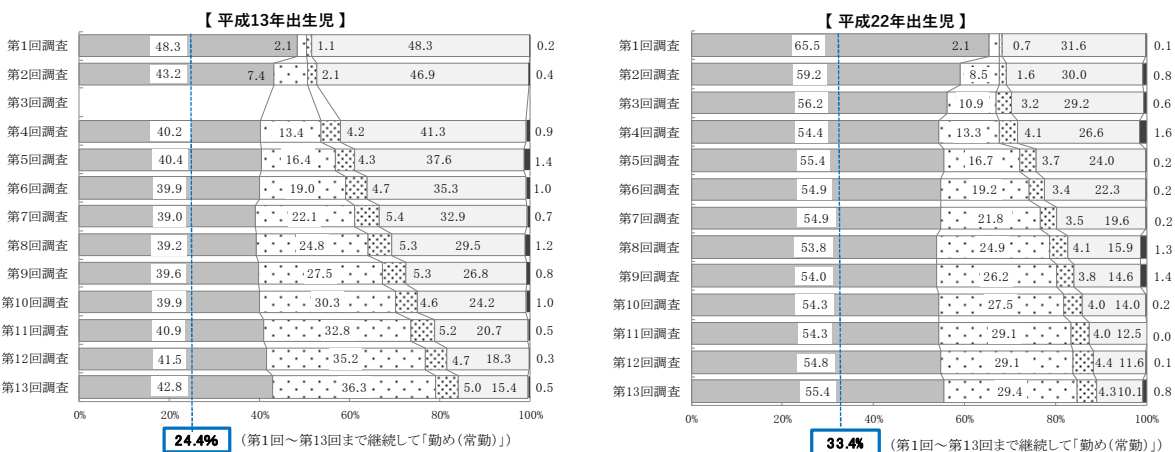 【 平成13年出生児 】
第1回調査 48.3 2.1 1.1 48.3 0.2
第2回調査 43.2 7.4 2.1 46.9 0.4
第3回調査
第4回調査 40.2 13.4 4.2 41.3 0.9
第5回調査 40.4 16.4 4.3 37.6 1.4
第6回調査 39.9 19.0 4.7 35.3 1.0
第7回調査 39.0 22.1 5.4 32.9 0.7
第8回調査 39.2 24.8 5.3 29.5 1.2
第9回調査 39.6 27.5 5.3 26.8 0.8
第10回調査 39.9 30.3 4.6 24.2 1.0
第11回調査 40.9 32.8 5.2 20.7 0.5
第12回調査 41.5 35.2 4.7 18.3 0.3
第13回調査 42.8 36.3 5.0 15.4 0.5
0% 20% 40% 60% 80% 100%
24.4% (第1回～第13回まで継続して「勤め(常勤)」)
【 平成22年出生児 】
第1回調査 65.5 2.1 0.7 31.6 0.1
第2回調査 59.2 8.5 1.6 30.0 0.8
第3回調査 56.2 10.9 3.2 29.2 0.6
第4回調査 54.4 13.3 4.1 26.6 1.6
第5回調査 55.4 16.7 3.7 24.0 0.2
第6回調査 54.9 19.2 3.4 22.3 0.2
第7回調査 54.9 21.8 3.5 19.6 0.2
第8回調査 53.8 24.9 4.1 15.9 1.3
第9回調査 54.0 26.2 3.8 14.6 1.4
第10回調査 54.3 27.5 4.0 14.0 0.2
第11回調査 54.3 29.1 4.0 12.5 0.0
第12回調査 54.8 29.1 4.4 11.6 0.1
第13回調査 55.4 29.4 4.3 10.1 0.8
0% 20% 40% 60% 80% 100%
33.4% (第1回～第13回まで継続して「勤め(常勤)」)